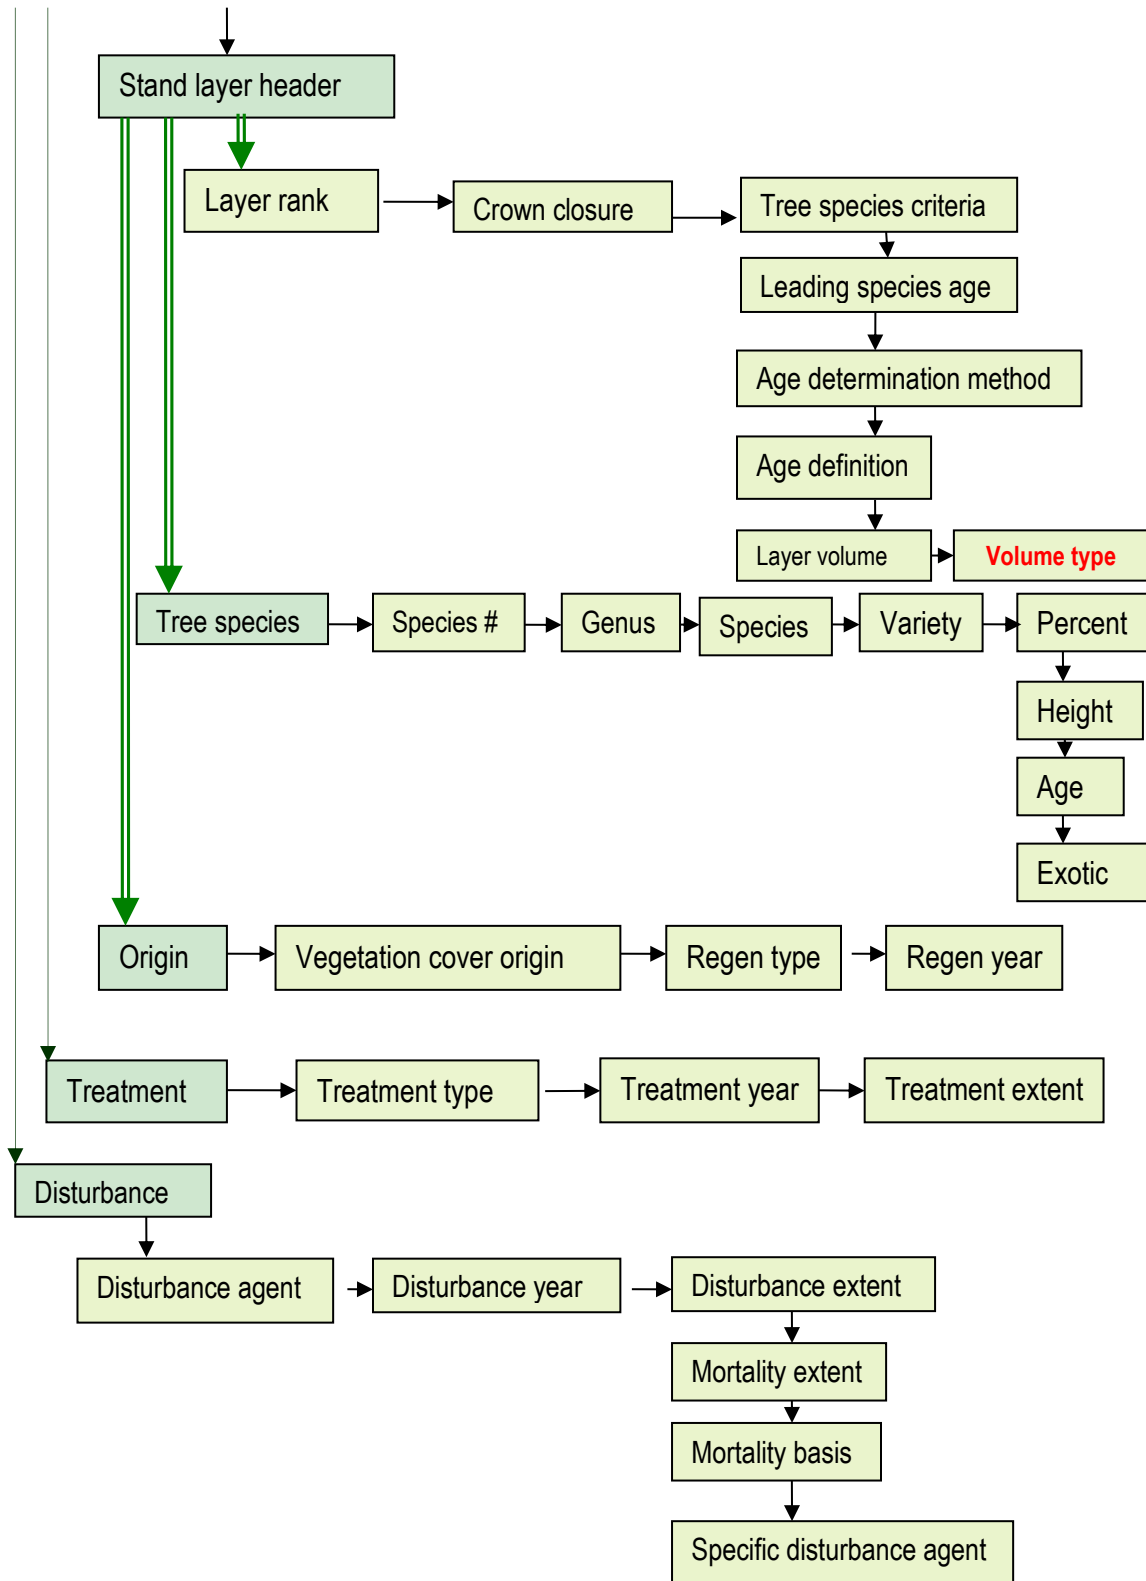 Stand layer header
Layer rank
Crown closure
Tree species criteria
Leading species age
Age determination method
Age definition
Layer volume
Volume type
Tree species
Species #
Genus
Species
Variety
Percent
Height
Age
Exotic
Origin
Vegetation cover origin
Regen type
Regen year
Treatment
Treatment type
Treatment year
Treatment extent
Disturbance
Disturbance agent
Disturbance year
Disturbance extent
Mortality extent
Mortality basis
Specific disturbance agent